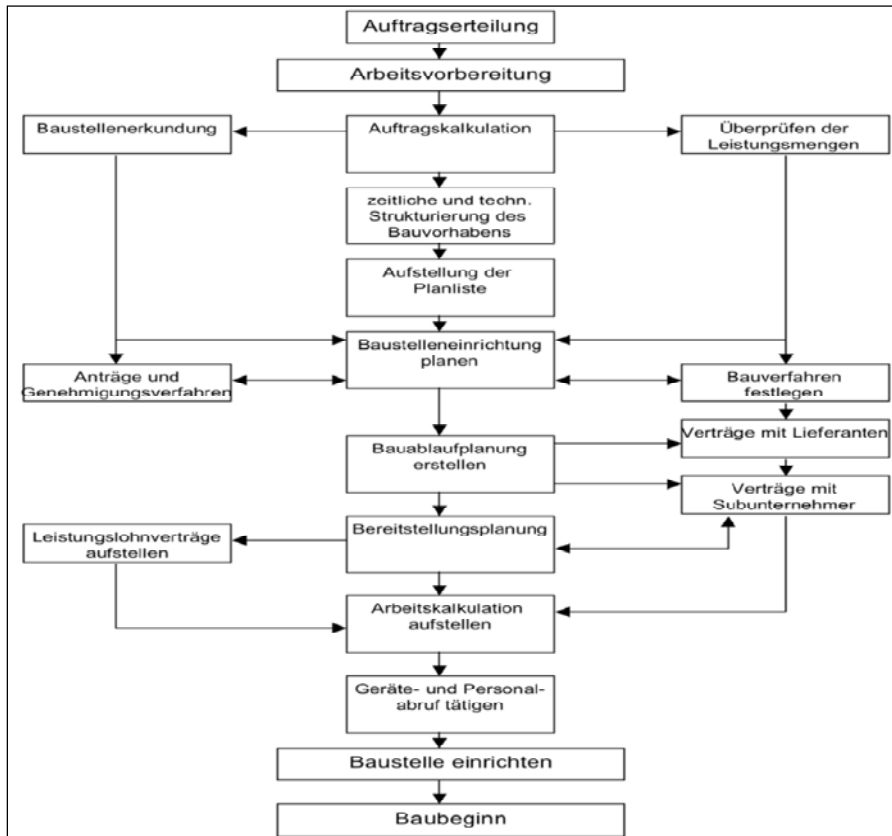 Auftragserteilung
Arbeitsvorbereitung
Baustellenerkundung
Auftragskalkulation
Überprüfen der
Leistungsmengen
zeitliche und techn.
Strukturierung des
Bauvorhabens
Aufstellung der
Planliste
Baustelleneinrichtung
planen
Anträge und
Genehmigungsverfahren
Bauverfahren
festlegen
Verträge mit Lieferanten
Bauablaufplanung
erstellen
Verträge mit
Subunternehmer
Bereitstellungsplanung
Leistungslohnverträge
aufstellen
Arbeitskalkulation
aufstellen
Geräte- und Personal-
abruf tätigen
Baustelle einrichten
Baubeginn